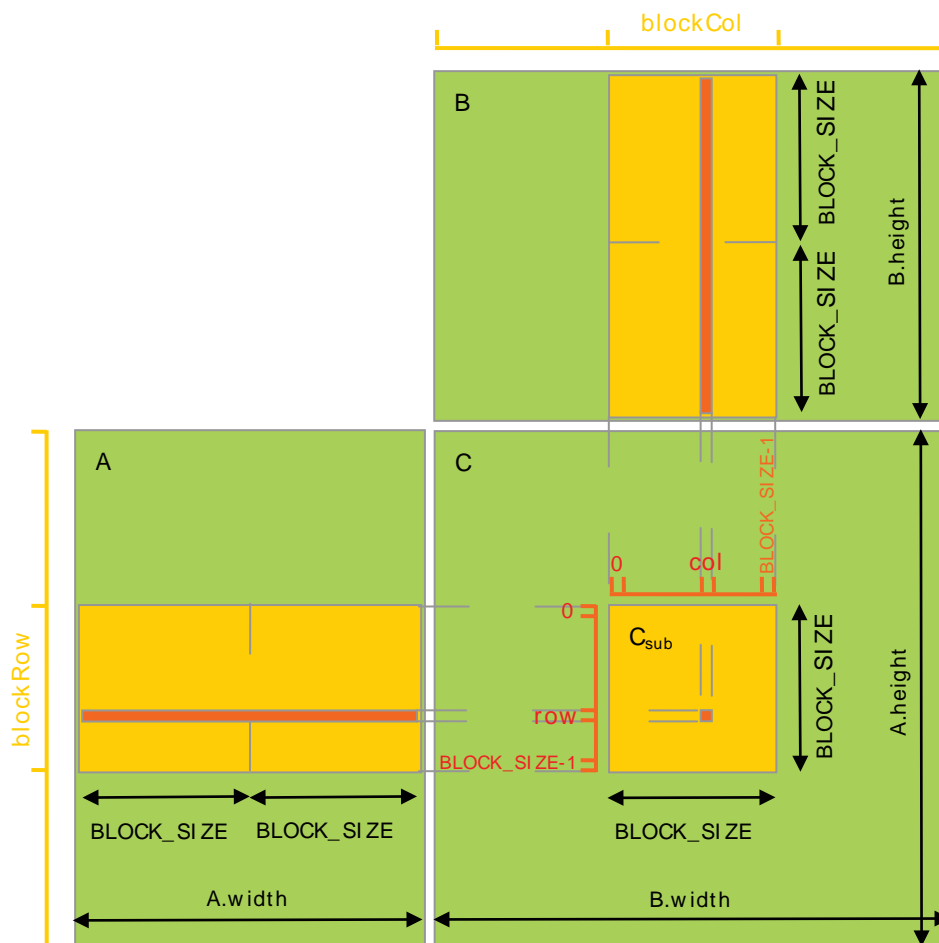 blockCol
B
BLOCK_SIZE
BLOCK_SIZE
B.height
A
C
BLOCK_SIZE-1
0
col
blockRow
0
row
BLOCK_SIZE-1
Csub
BLOCK_SIZE
A.height
BLOCK_SIZE
BLOCK_SIZE
BLOCK_SIZE
A.width
B.width